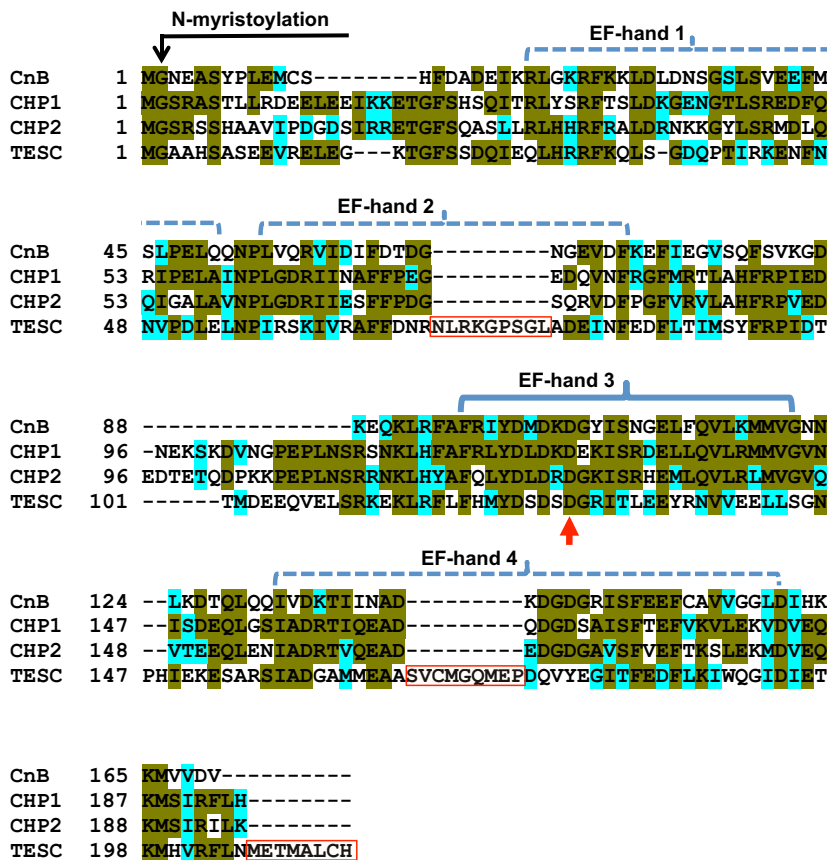 N-myristoylation
EF-hand 1
CnB 1 MGNEASYPLEMCS--------HFDADEIKRLGKRFKKLDLDNSGSLSVEEFM
CHP1 1 MGSRASTLLRDEELEEIKKETGFSHSQITRLYSRFTSLDKGENGTLSREDFQ
CHP2 1 MGSRSSHAAVIPDGDSIRRETGFSQASLLRLHHRFRALDRNKKGYLSRMDLQ
TESC 1 MGAAHSASEEVRELEG---KTGFSSDQIEQLHRRFKQLS-GDQPTIRKENFN
EF-hand 2
CnB 45 SLPELQQNPLVQRVIDIFDTDG---------NGEVDFKEFIEGVSQFSVKGD
CHP1 53 RIPELAINPLGDRIINAFFPEG---------EDQVNFRGFMRTLAHFRPIED
CHP2 53 QIGALAVNPLGDRIIESFFPDG---------SQRVDFPGFVRVLAHFRPVED
TESC 48 NVPDLELNPIRSKIVRAFFDNRNLRKGPSGLADEINFEDFLTIMSYFRPIDT
EF-hand 3
CnB 88 ----------------KEQKLRFAFRIYDMDKDGYISNGELFQVLKMMVGNN
CHP1 96 -NEKSKDVNGPEPLNSRSNKLHFAFRLYDLDKDEKISRDELLQVLRMMVGVN
CHP2 96 EDTETQDPKKPEPLNSRRNKLHYAFQLYDLDRDGKISRHEMLQVLRLMVGVQ
TESC 101 ------TMDEEQVELSRKEKLRFLFHMYDSDSDGRITLEEYRNVVEELLSGN
EF-hand 4
CnB 124 --LKDTQLQQIVDKTIINAD---------KDGDGRISFEEFCAVVGGLDIHK
CHP1 147 --ISDEQLGSIADRTIQEAD---------QDGDSAISFTEFVKVLEKVDVEQ
CHP2 148 --VTEEQLENIADRTVQEAD---------EDGDGAVSFVEFTKSLEKMDVEQ
TESC 147 PHIEKESARSIADGAMMEAASVCMGQMEPDQVYEGITFEDFLKIWQGIDIET
CnB 165 KMVVDV----------
CHP1 187 KMSIRFLH--------
CHP2 188 KMSIRILK--------
TESC 198 KMHVRFLNMETMALCH